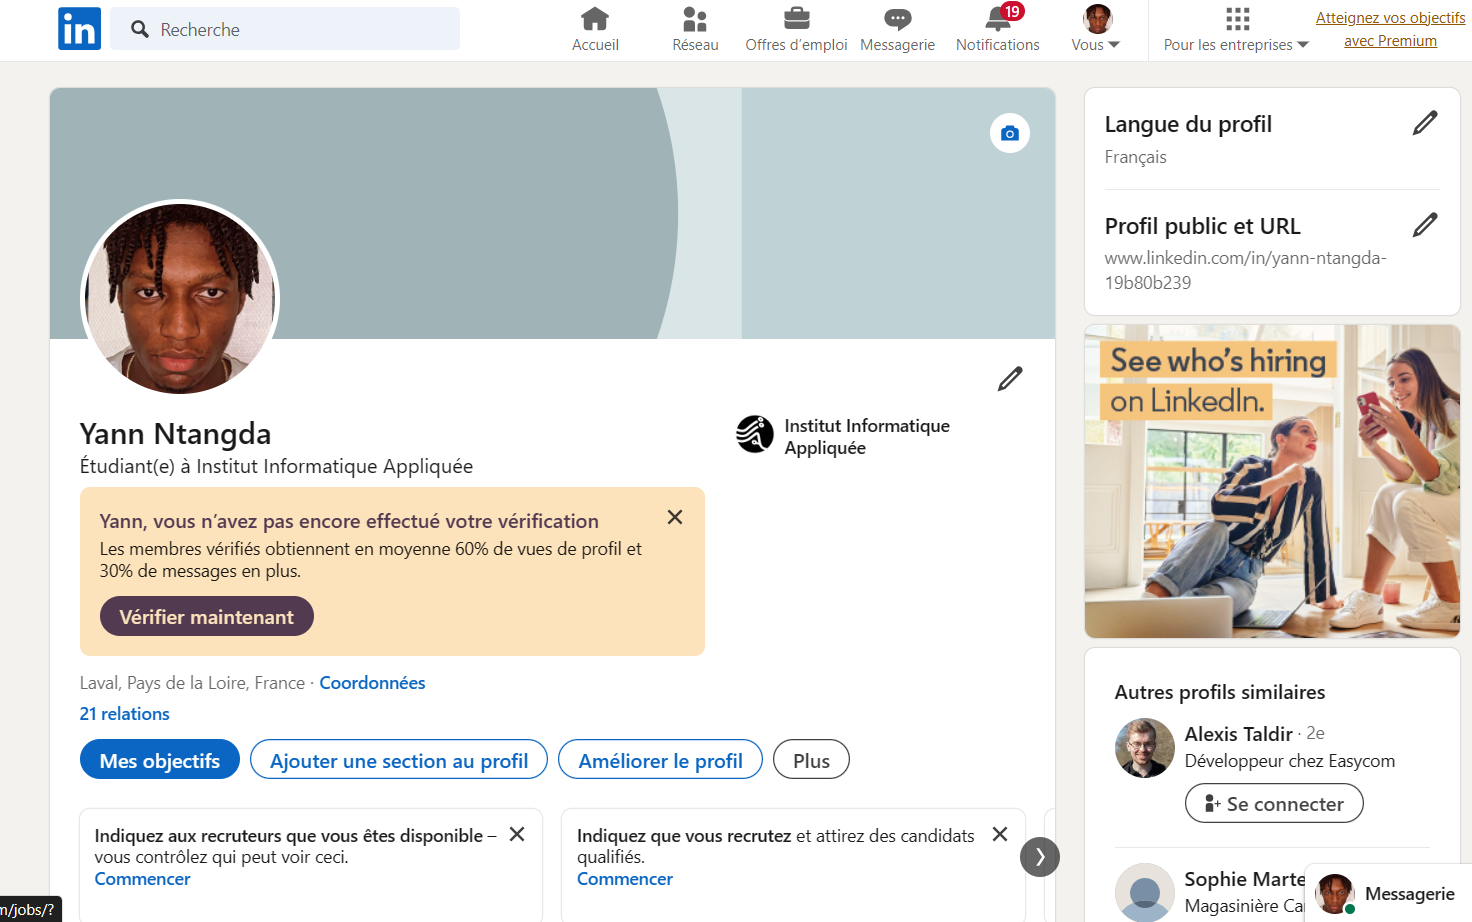 in
Recherche
Accueil
Réseau
Offres d'emploi
Messagerie
19
Notifications
Vous
Pour les entreprises
Atteignez vos objectifs
avec Premium
Yann Ntangda
Étudiant(e) à Institut Informatique Appliquée
Institut Informatique
Appliquée
Yann, vous n'avez pas encore effectué votre vérification
Les membres vérifiés obtiennent en moyenne 60% de vues de profil et
30% de messages en plus.
Vérifier maintenant
Laval, Pays de la Loire, France · Coordonnées
21 relations
Mes objectifs
Ajouter une section au profil
Améliorer le profil
Plus
Indiquez aux recruteurs que vous êtes disponible –
vous contrôlez qui peut voir ceci.
Commencer
Indiquez que vous recrutez et attirez des candidats
qualifiés.
Commencer
m/jobs/?
Langue du profil
Français
Profil public et URL
www.linkedin.com/in/yann-ntangda-
19b80b239
See who's hiring
on LinkedIn.
Autres profils similaires
Alexis Taldir · 2e
Développeur chez Easycom
Se connecter
Sophie Marte
Magasinière Ca
Messagerie